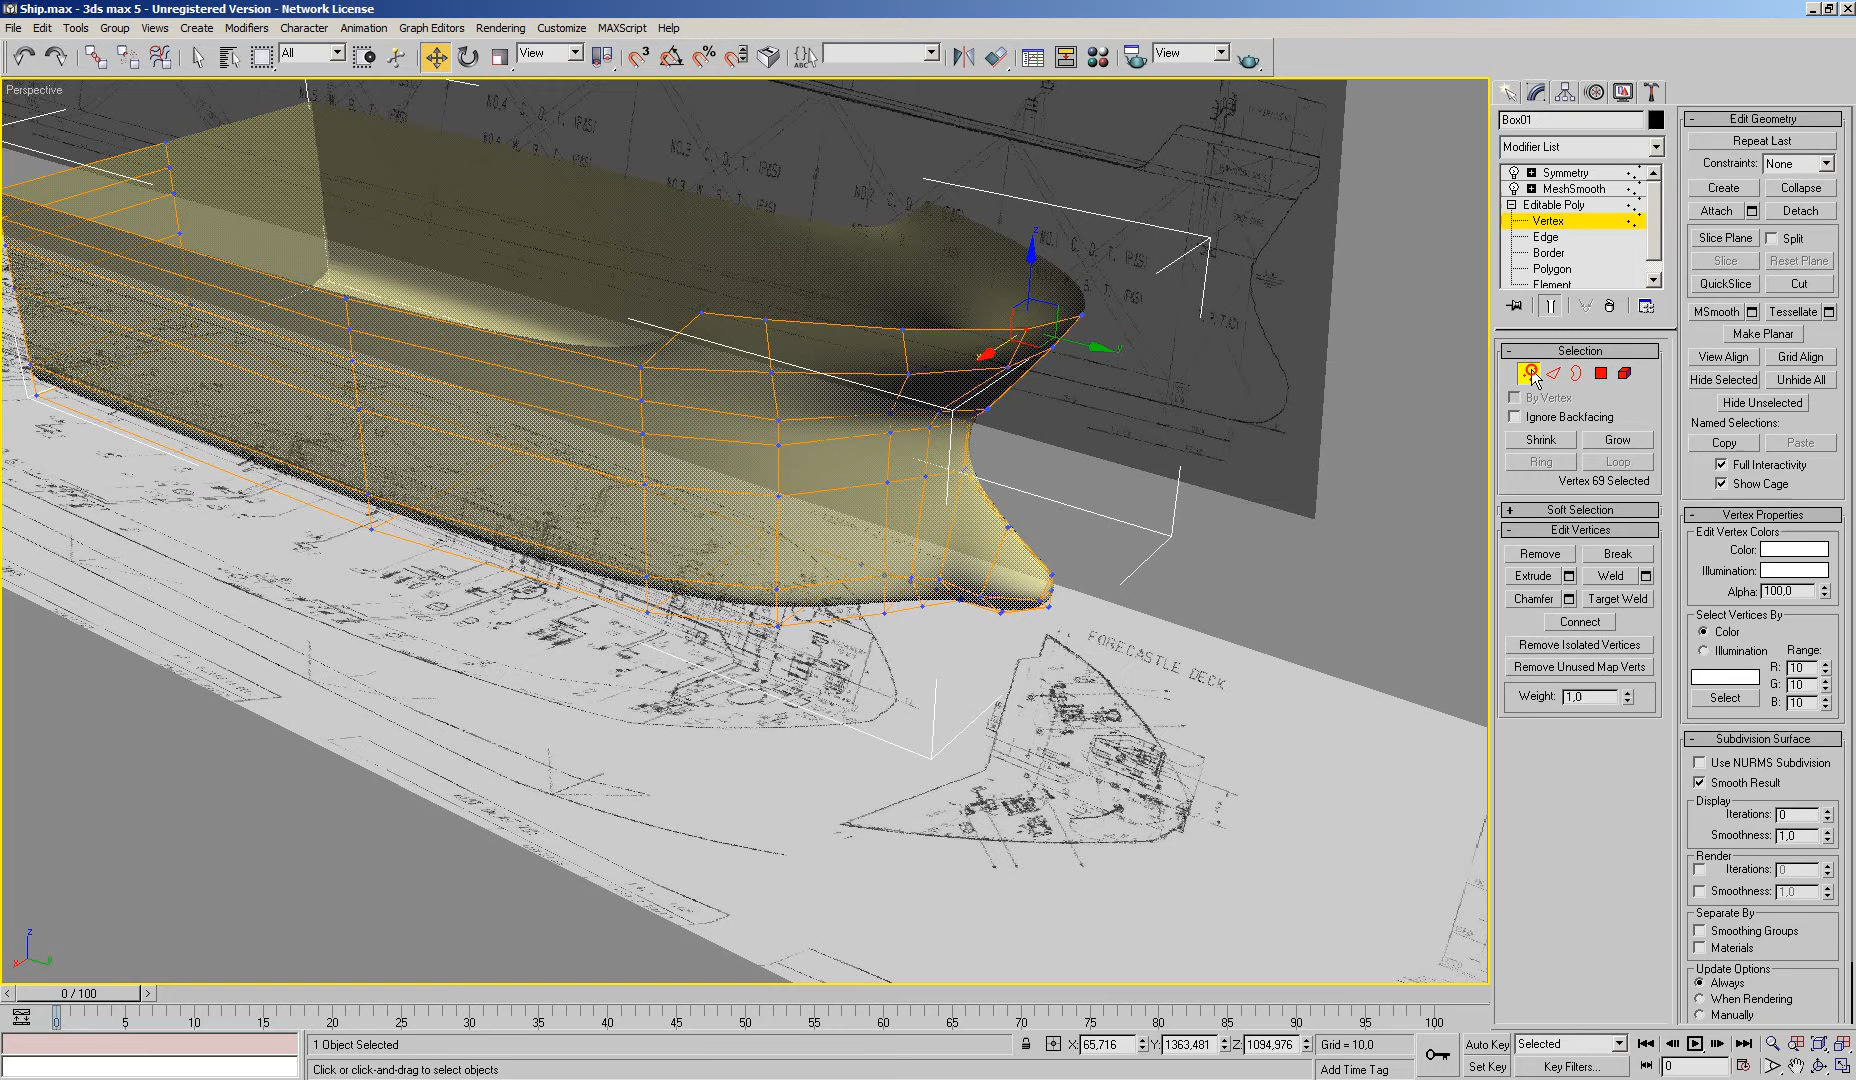 Ship.max - 3ds max 5 - Unregistered Version - Network License
File Edit Tools Group Views Create Modifiers Character Animation Graph Editors Rendering Customize MAXScript Help
All View View
Perspective
FORECASTLE DECK
Box01
Modifier List
Symmetry
MeshSmooth
Editable Poly
Vertex
Edge
Border
Polygon
Element
Selection
By Vertex
Ignore Backfacing
Shrink Grow
Ring Loop
Vertex 69 Selected
Soft Selection
Edit Vertices
Remove Break
Extrude Weld
Chamfer Target Weld
Connect
Remove Isolated Vertices
Remove Unused Map Verts
Weight: 1,0
Edit Geometry
Repeat Last
Constraints: None
Create Collapse
Attach Detach
Slice Plane Split
Slice Reset Plane
QuickSlice Cut
MSmooth Tessellate
Make Planar
View Align Grid Align
Hide Selected Unhide All
Hide Unselected
Named Selections:
Copy Paste
Full Interactivity
Show Cage
Vertex Properties
Edit Vertex Colors
Color:
Illumination:
Alpha: 100,0
Select Vertices By
Color
Illumination Range:
R: 10
G: 10
Select
B: 10
Subdivision Surface
Use NURMS Subdivision
Smooth Result
Display
Iterations: 0
Smoothness: 1,0
Render
Iterations: 0
Smoothness: 1,0
Separate By
Smoothing Groups
Materials
Update Options
Always
When Rendering
Manually
0 / 100
0 5 10 15 20 25 30 35 40 45 50 55 60 65 70 75 80 85 90 95 100
1 Object Selected
X: 65,716 Y: 1363,481 Z: 1094,976 Grid = 10,0
Auto Key Selected
Click or click-and-drag to select objects
Add Time Tag
Set Key Key Filters... 0